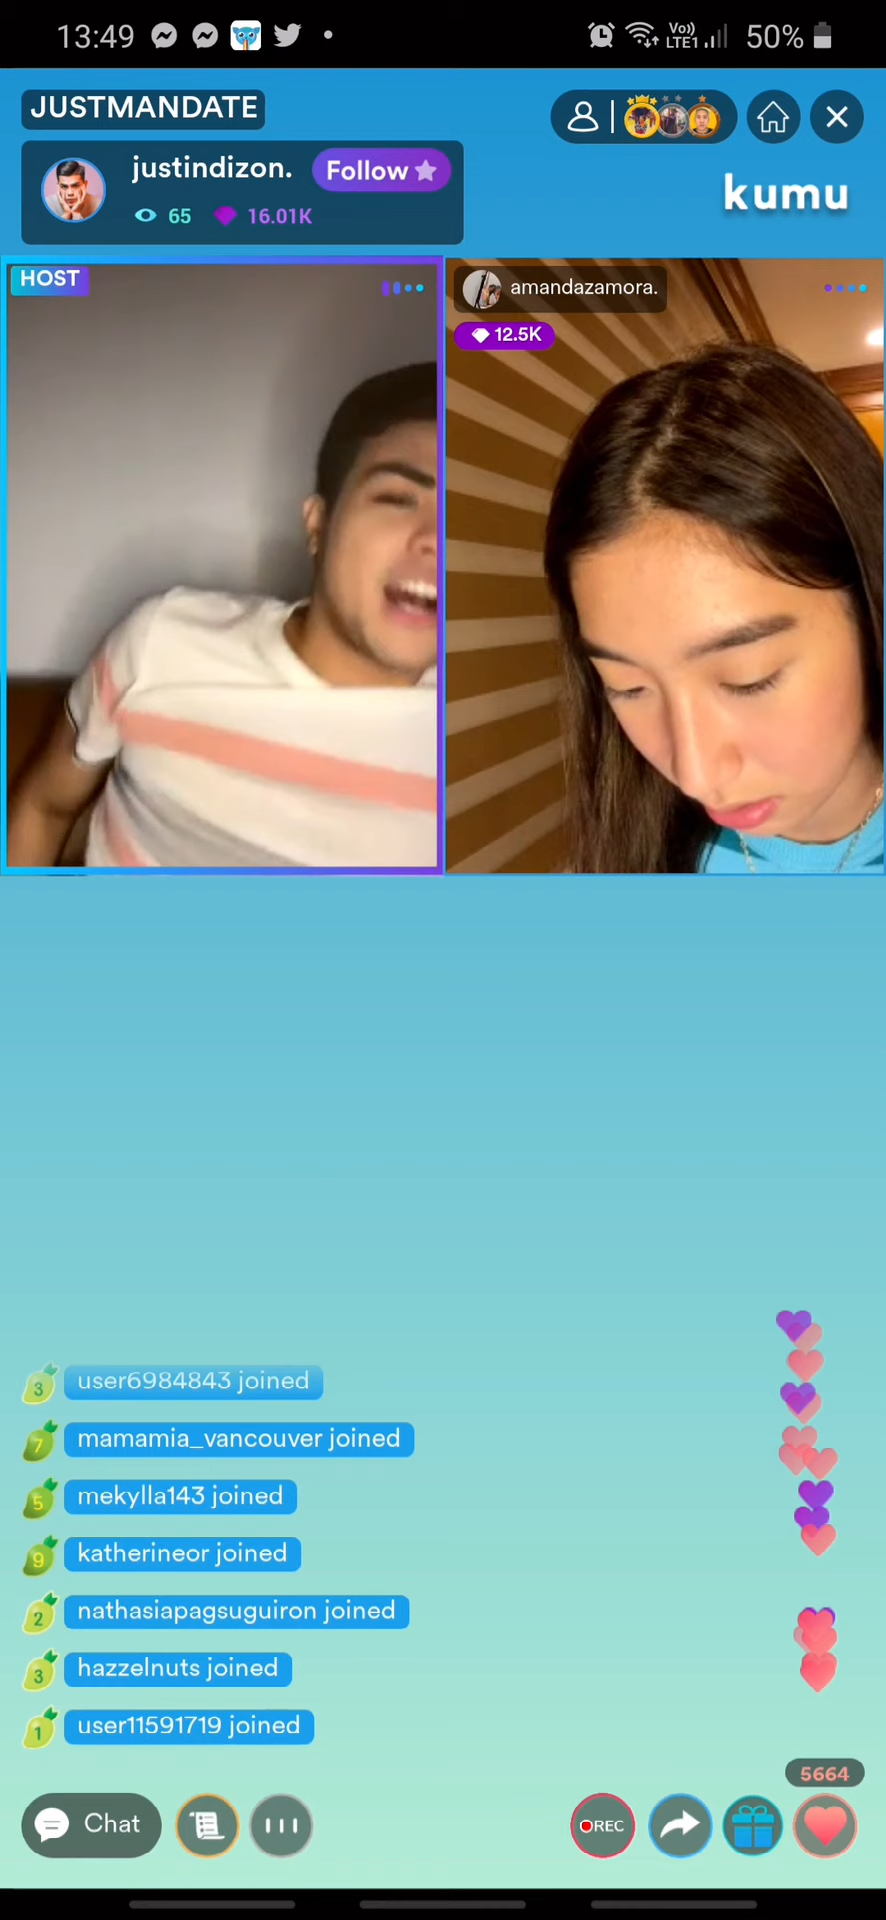 13:49
Vo)) LTE1 50%
JUSTMANDATE
justindizon. Follow
65 16.01K
kumu
HOST
amandazamora.
12.5K
3 user6984843 joined
7 mamamia_vancouver joined
5 mekylla143 joined
9 katherineor joined
2 nathasiapagsuguiron joined
3 hazzelnuts joined
1 user11591719 joined
5664
Chat
REC